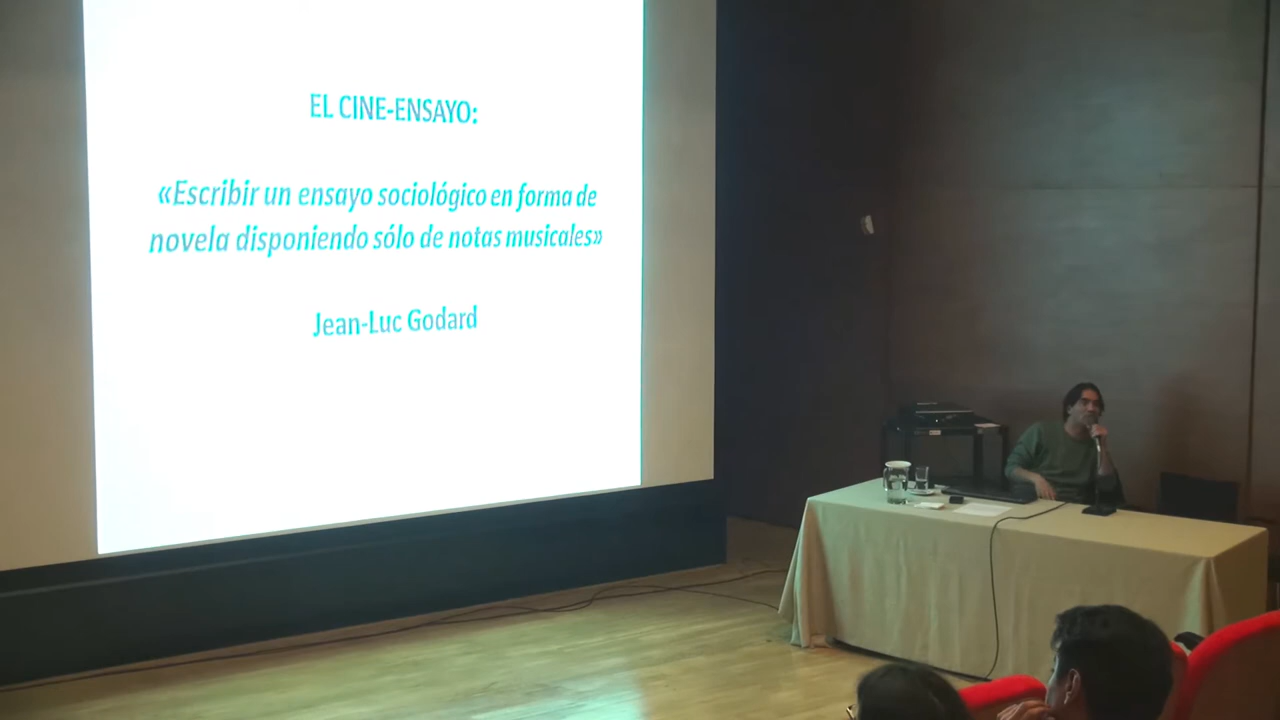 EL CINE-ENSAYO:
«Escribir un ensayo sociológico en forma de
novela disponiendo sólo de notas musicales»
Jean-Luc Godard